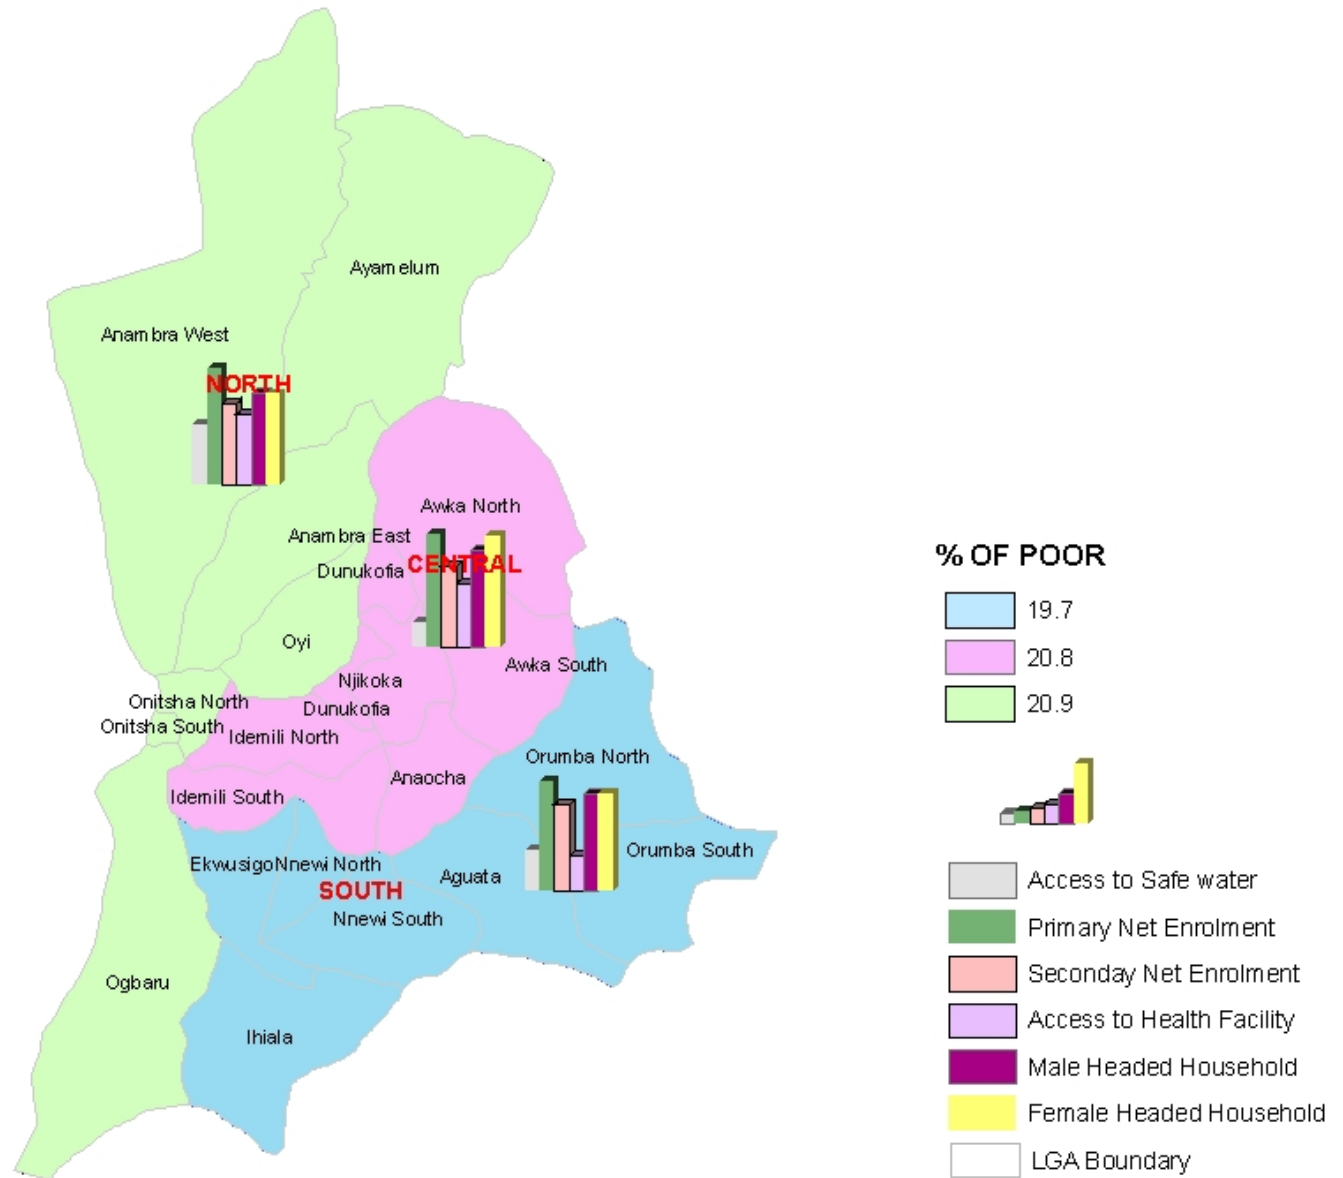 Ayamelum
Anambra West
NORTH
Awka North
Anambra East
CENTRAL
Dunukofia
Oyi
Awka South
Njikoka
Onitsha North
Dunukofia
Onitsha South
Idemili North
Orumba North
Anaocha
Idemili South
Orumba South
Ekwusigo
Nnewi North
Aguata
SOUTH
Nnewi South
Ogbaru
Ihiala
% OF POOR
19.7
20.8
20.9
Access to Safe water
Primary Net Enrolment
Seconday Net Enrolment
Access to Health Facility
Male Headed Household
Female Headed Household
LGA Boundary